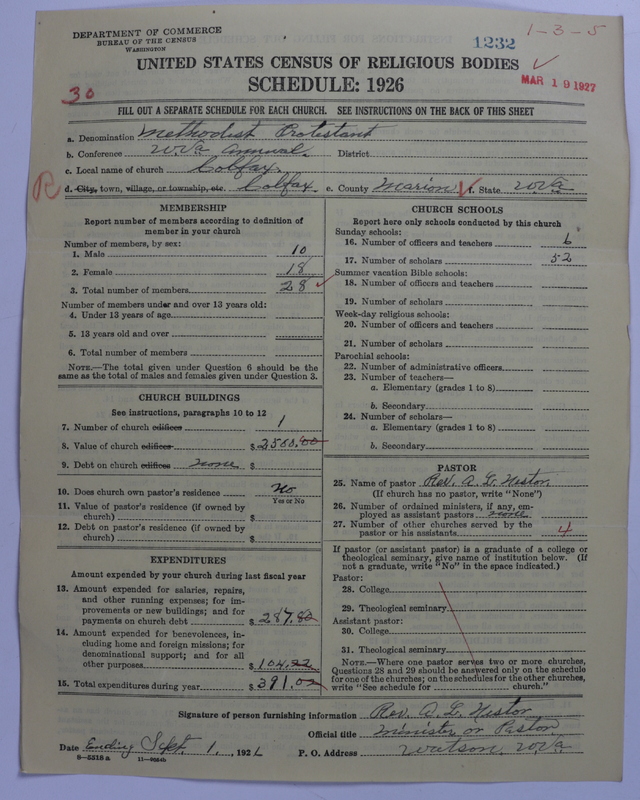 DEPARTMENT OF COMMERCE
BUREAU OF THE CENSUS
WASHINGTON
1232
1-3-5
UNITED STATES CENSUS OF RELIGIOUS BODIES
SCHEDULE: 1926
MAR 19 1927
30
FILL OUT A SEPARATE SCHEDULE FOR EACH CHURCH. SEE INSTRUCTIONS ON THE BACK OF THIS SHEET
a. Denomination Methodist Protestant
b. Conference W.Va. Annual. District
c. Local name of church Colfax.
R
d. City, town, village, or township, etc. Colfax. e. County Marion f. State W.Va
MEMBERSHIP
Report number of members according to definition of
member in your church
Number of members, by sex:
1. Male 10
2. Female 18
3. Total number of members 28
Number of members under and over 13 years old:
4. Under 13 years of age
5. 13 years old and over
6. Total number of members
NOTE.—The total given under Question 6 should be the
same as the total of males and females given under Question 3.
CHURCH BUILDINGS
See instructions, paragraphs 10 to 12
7. Number of church edifices 1
8. Value of church edifices $ 2500.00
9. Debt on church edifices none $
10. Does church own pastor's residence No
Yes or No
11. Value of pastor's residence (if owned by
church) $
12. Debt on pastor's residence (if owned by
church) $
EXPENDITURES
Amount expended by your church during last fiscal year
13. Amount expended for salaries, repairs,
and other running expenses; for im-
provements or new buildings; and for
payments on church debt $ 287.80
14. Amount expended for benevolences, in-
cluding home and foreign missions; for
denominational support; and for all
other purposes $ 104.22
15. Total expenditures during year $ 391.02
CHURCH SCHOOLS
Report here only schools conducted by this church
Sunday schools:
16. Number of officers and teachers 6
17. Number of scholars 52
Summer vacation Bible schools:
18. Number of officers and teachers
19. Number of scholars
Week-day religious schools:
20. Number of officers and teachers
21. Number of scholars
Parochial schools:
22. Number of administrative officers
23. Number of teachers—
a. Elementary (grades 1 to 8)
b. Secondary
24. Number of scholars—
a. Elementary (grades 1 to 8)
b. Secondary
PASTOR
25. Name of pastor Rev. A. L. Nestor
(If church has no pastor, write "None")
26. Number of ordained ministers, if any, em-
ployed as assistant pastors none
27. Number of other churches served by the
pastor or his assistants 4
If pastor (or assistant pastor) is a graduate of a college or
theological seminary, give name of institution below. (If
not a graduate, write "No" in the space indicated.)
Pastor:
28. College
29. Theological seminary
Assistant pastor:
30. College
31. Theological seminary
NOTE.—Where one pastor serves two or more churches,
Questions 28 and 29 should be answered only on the schedule
for one of the churches; on the schedules for the other churches,
write "See schedule for church."
Signature of person furnishing information Rev. A. L. Nestor
Official title Minister or Pastor
Date Ending Sept. 1, 1926 P. O. Address Watson, W.Va
8-5518 a 11-9884b